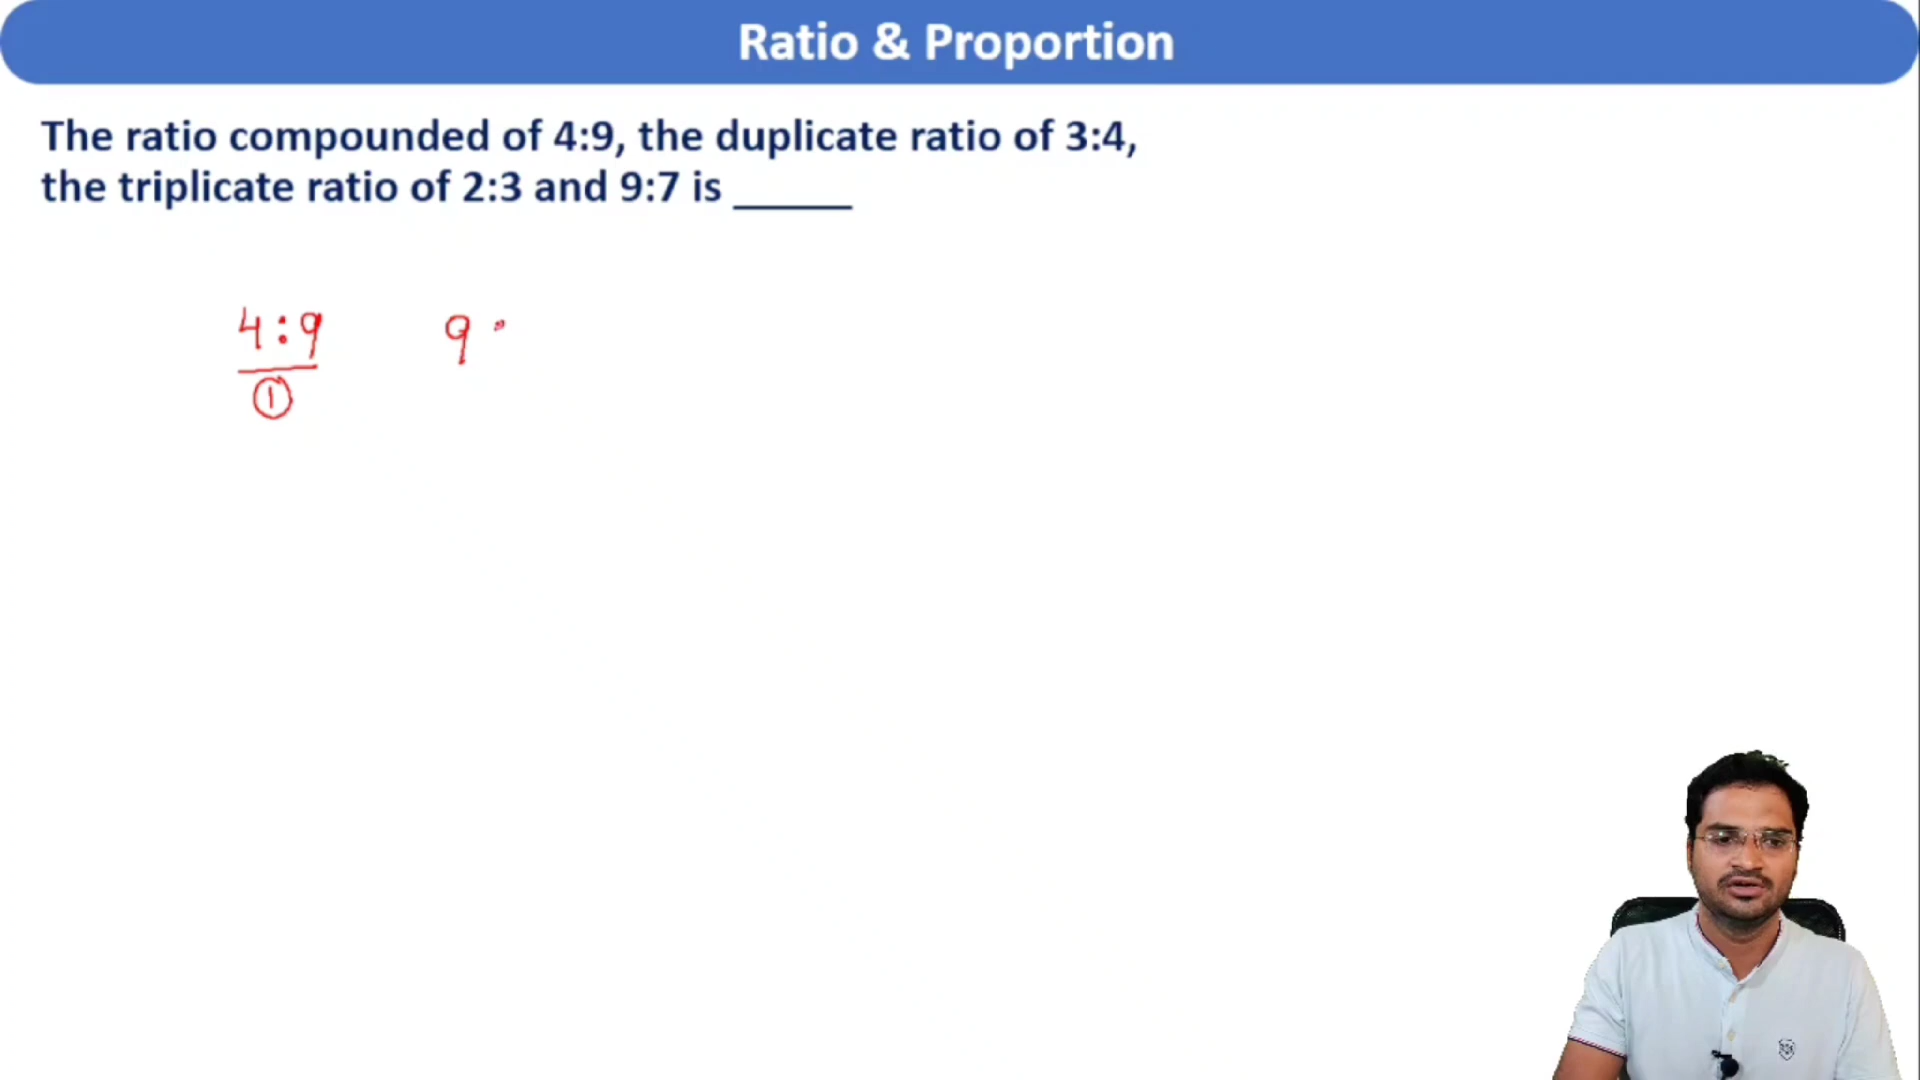 Ratio & Proportion
The ratio compounded of 4:9, the duplicate ratio of 3:4,
the triplicate ratio of 2:3 and 9:7 is _____
4:9 9 ·
1